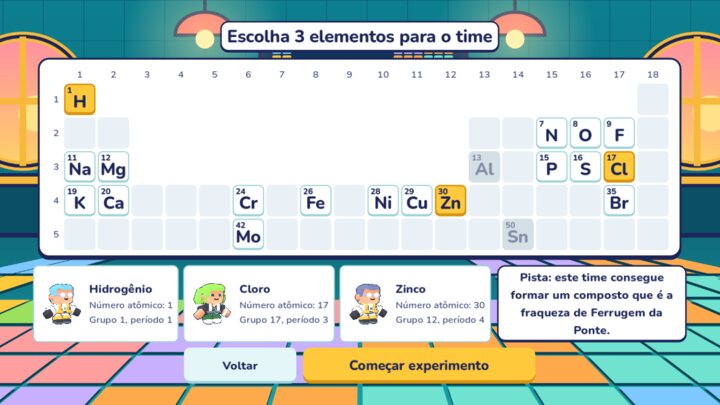 Escolha 3 elementos para o time
1 2 3 4 5 6 7 8 9 10 11 12 13 14 15 16 17 18
1 1 H
2 7 N 8 O 9 F
3 11 Na 12 Mg 13 Al 15 P 16 S 17 Cl
4 19 K 20 Ca 24 Cr 26 Fe 28 Ni 29 Cu 30 Zn 35 Br
5 42 Mo 50 Sn
Hidrogênio
Número atômico: 1
Grupo 1, período 1
Cloro
Número atômico: 17
Grupo 17, período 3
Zinco
Número atômico: 30
Grupo 12, período 4
Pista: este time consegue
formar um composto que é a
fraqueza de Ferrugem da
Ponte.
Voltar
Começar experimento